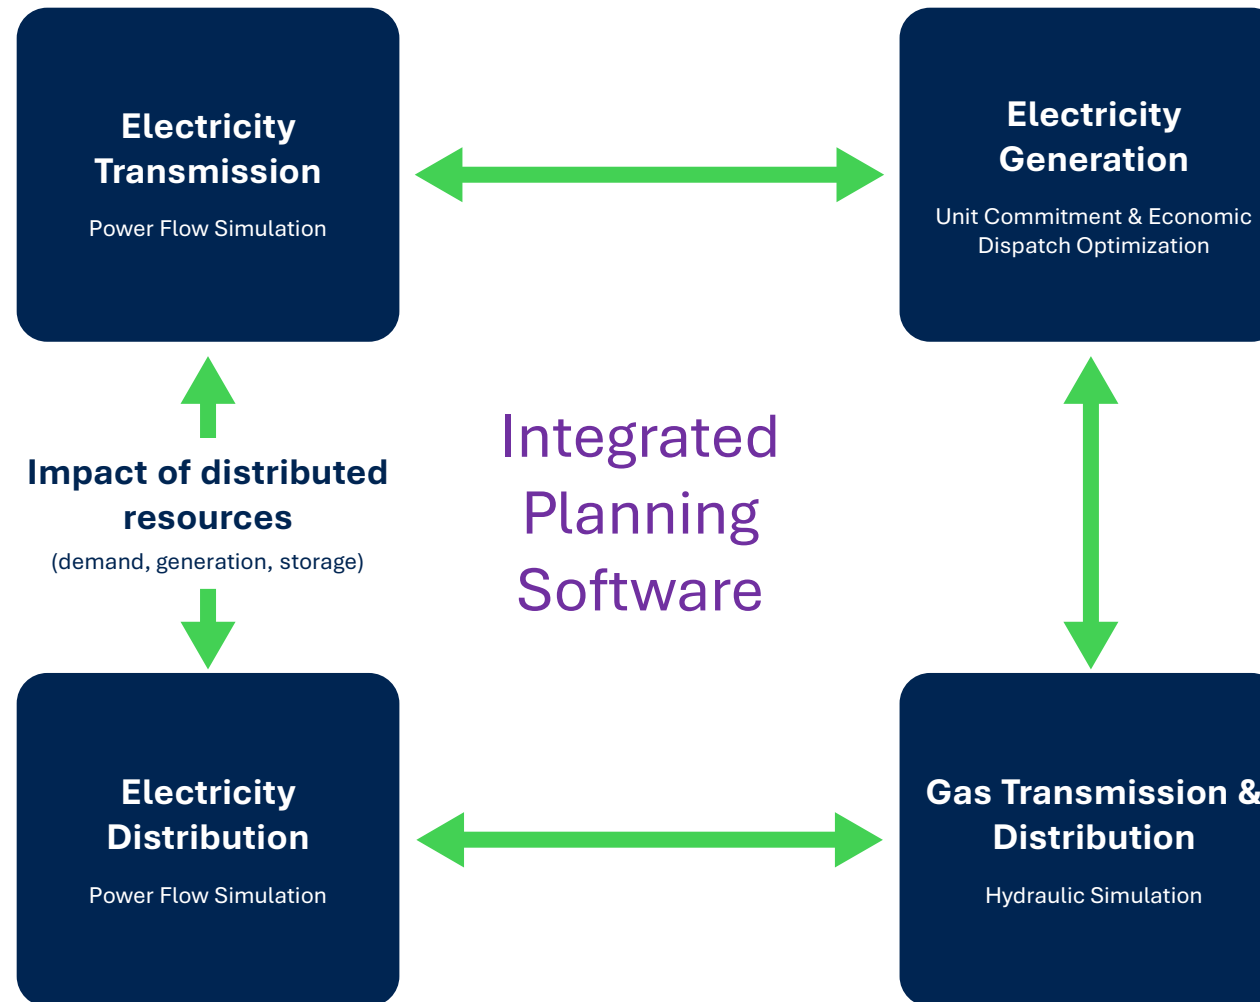 Electricity
Transmission
Power Flow Simulation
Electricity
Generation
Unit Commitment & Economic
Dispatch Optimization
Impact of distributed
resources
(demand, generation, storage)
Integrated
Planning
Software
Electricity
Distribution
Power Flow Simulation
Gas Transmission &
Distribution
Hydraulic Simulation